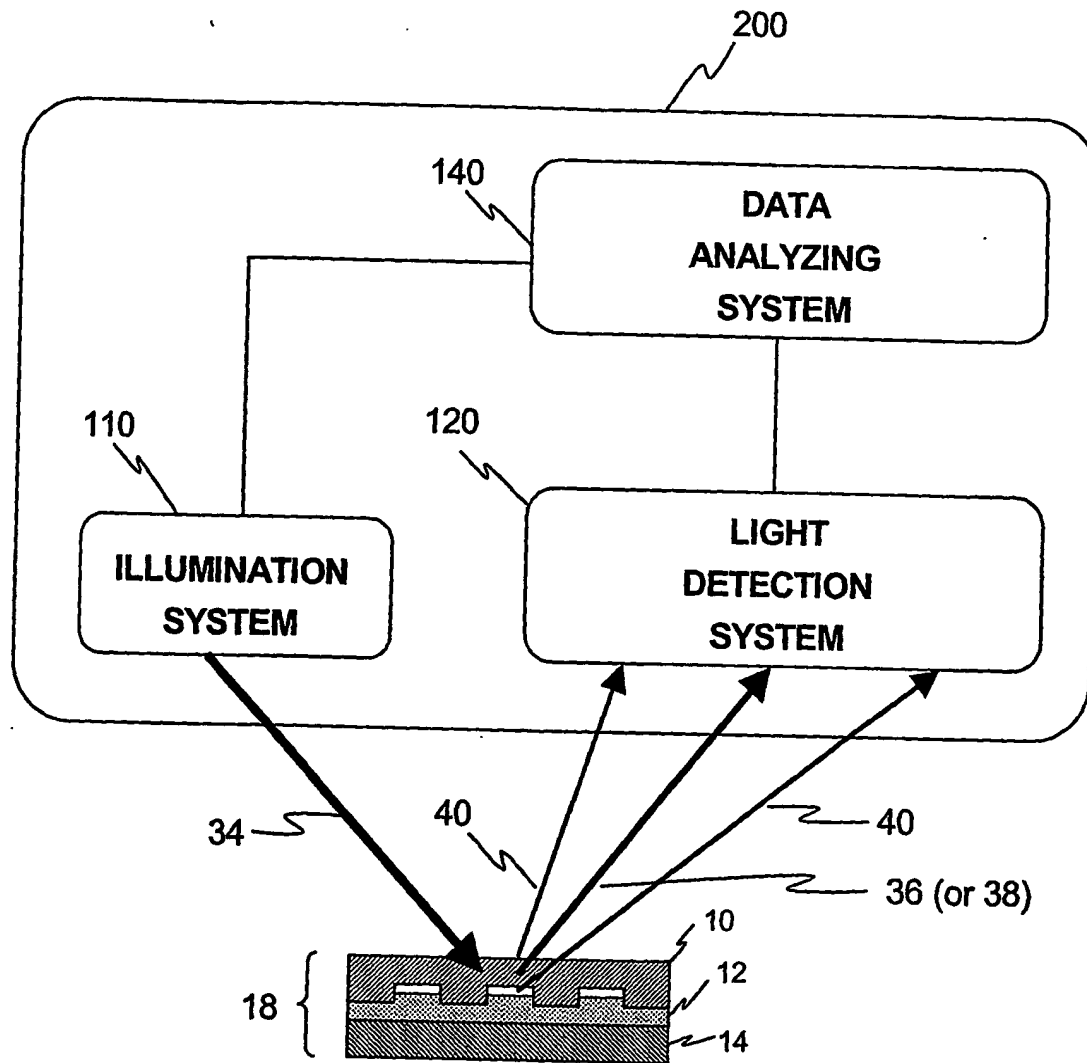 200
140
DATA
ANALYZING
SYSTEM
110
120
ILLUMINATION
SYSTEM
LIGHT
DETECTION
SYSTEM
34
40
40
36 (or 38)
10
12
18
14